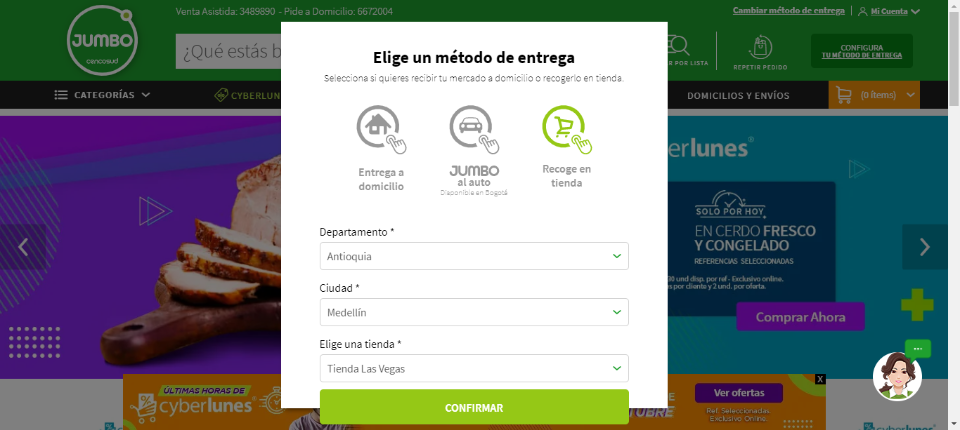 Venta Asistida: 3489890 - Pide a Domicilio: 6672004
Cambiar método de entrega
Mi Cuenta
JUMBO
cencosud
¿Qué estás b
R POR LISTA
REPETIR PEDIDO
CONFIGURA
TU MÉTODO DE ENTREGA
CATEGORÍAS
CYBERLUN
DOMICILIOS Y ENVÍOS
(0 ítems)
Elige un método de entrega
Selecciona si quieres recibir tu mercado a domicilio o recogerlo en tienda.
Entrega a
domicilio
JUMBO
al auto
Disponible en Bogotá
Recoge en
tienda
Departamento *
Antioquia
Ciudad *
Medellín
Elige una tienda *
Tienda Las Vegas
CONFIRMAR
berlunes®
SOLO POR HOY
EN CERDO FRESCO
Y CONGELADO
REFERENCIAS SELECCIONADAS
und disp. por ref - Exclusivo online.
s por cliente y 2 und. por oferta.
Comprar Ahora
ÚLTIMAS HORAS DE
cyberlunes®
TUBRE
Ver ofertas
Ref. Seleccionadas
Exclusivo Online.
X